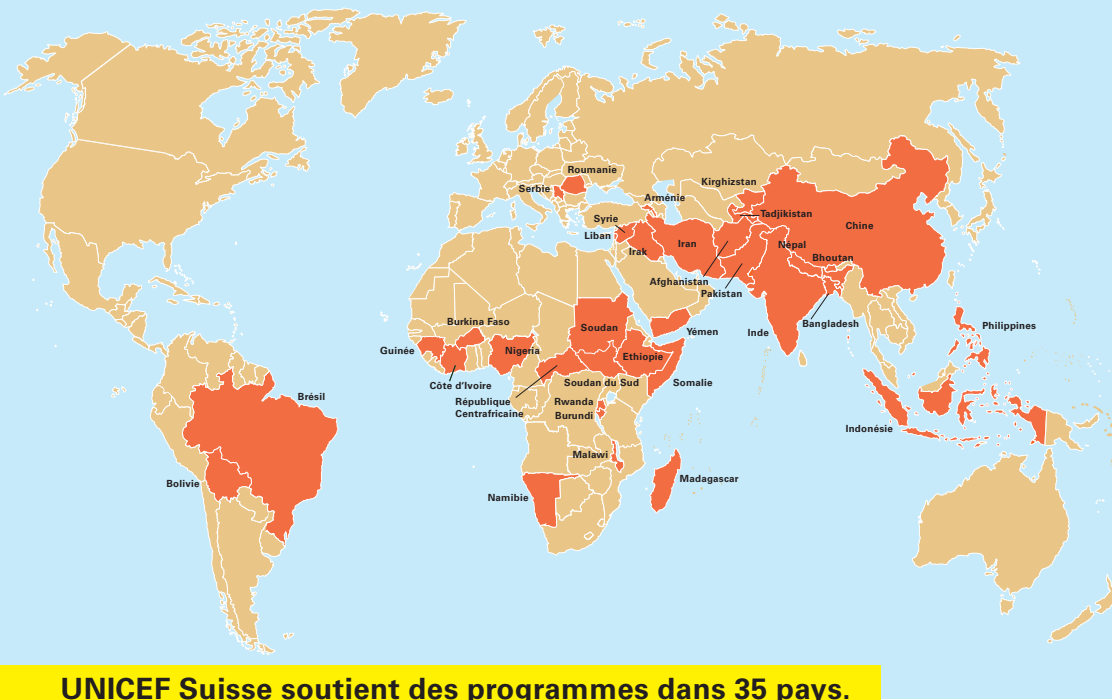 Roumanie
Serbie
Kirghizstan
Arménie
Tadjikistan
Syrie
Chine
Liban
Irak
Iran
Népal
Bhoutan
Afghanistan
Pakistan
Burkina Faso
Soudan
Yémen
Inde
Bangladesh
Philippines
Guinée
Nigeria
Ethiopie
Côte d'Ivoire
Soudan du Sud
Somalie
République
Centrafricaine
Rwanda
Burundi
Brésil
Indonésie
Malawi
Bolivie
Madagascar
Namibie
UNICEF Suisse soutient des programmes dans 35 pays.